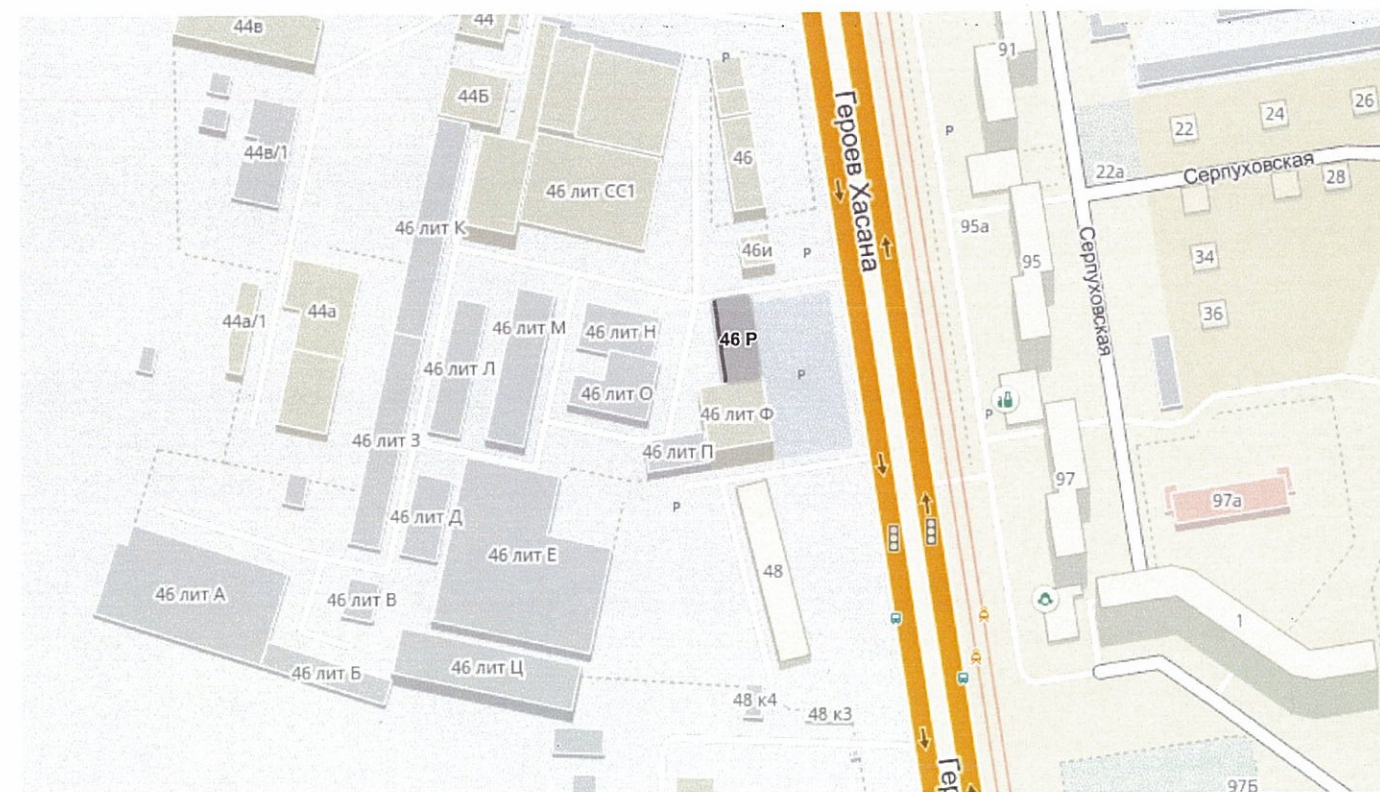 44в
44
91
44Б
P
Героев Хасана
P
22
24
26
44в/1
46
46 лит СС1
22а
Серпуховская
28
46 лит К
46и
P
95а
95
Серпуховская
34
44а/1
44а
46 лит М
46 лит Н
46 Р
36
46 лит Л
46 лит О
P
46 лит Ф
P
46 лит З
46 лит П
97
97а
P
46 лит Д
46 лит Е
48
46 лит А
46 лит В
1
46 лит Б
46 лит Ц
48 к4
48 к3
Гер
97Б